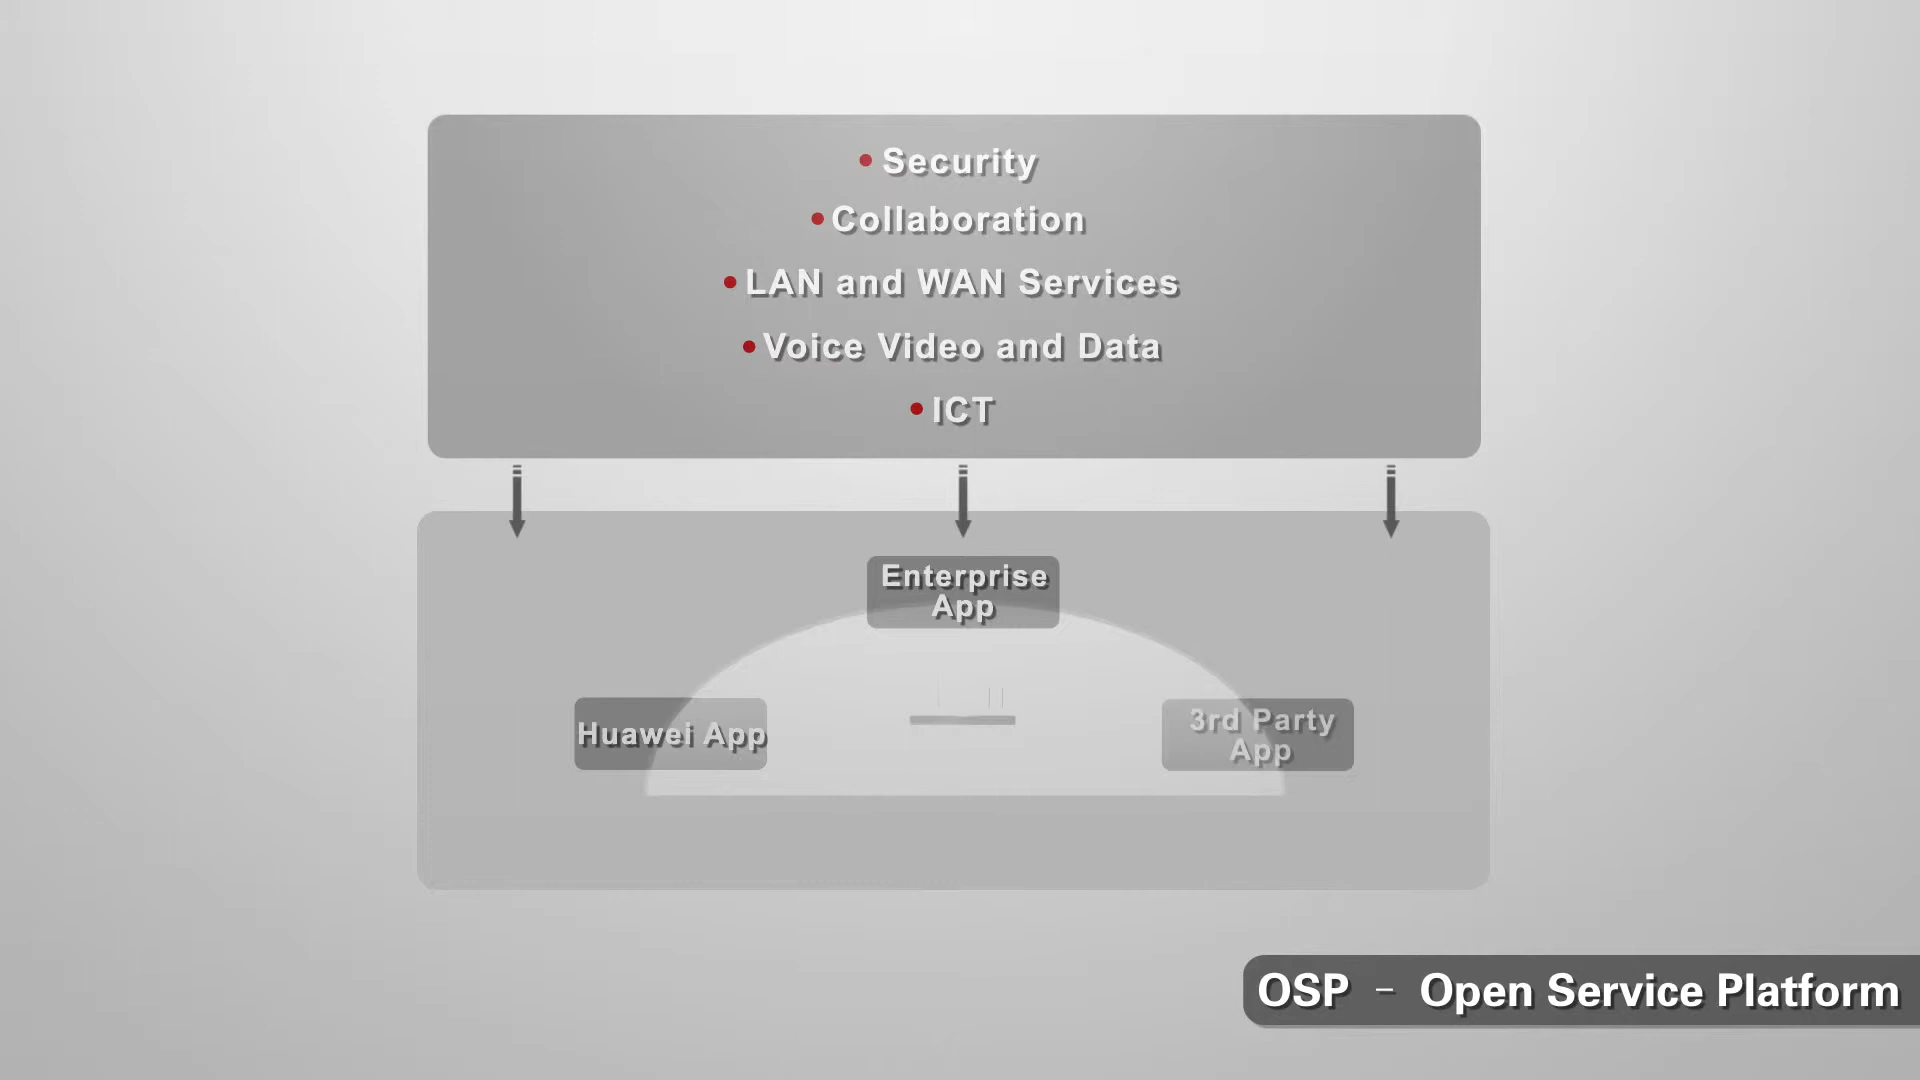 • Security
• Collaboration
• LAN and WAN Services
• Voice Video and Data
• ICT
Enterprise
App
Huawei App
3rd Party
App
OSP – Open Service Platform